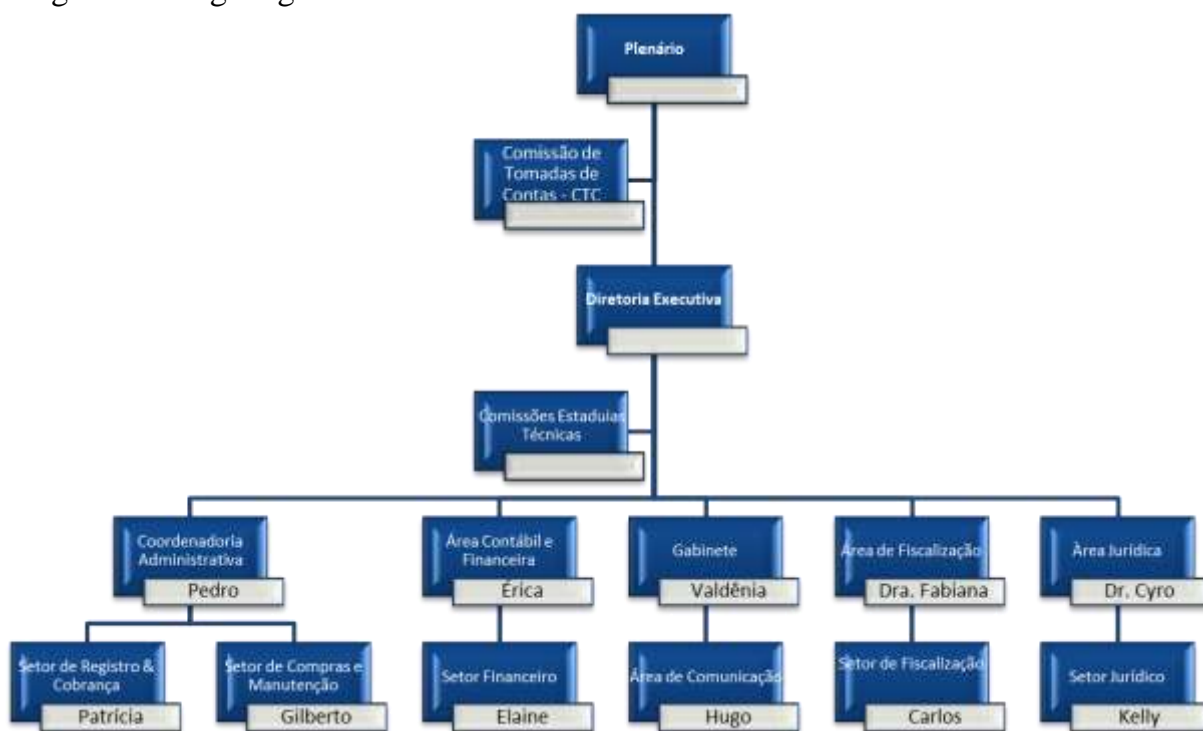 Plenário
Comissão de
Tomadas de
Contas - CTC
Diretoria Executiva
Comissões Estaduias
Técnicas
Coordenadoria
Administrativa
Pedro
Área Contábil e
Financeira
Érica
Gabinete
Valdênia
Área de Fiscalização
Dra. Fabiana
Àrea Jurídica
Dr. Cyro
Setor de Registro &
Cobrança
Patrícia
Setor de Compras e
Manutenção
Gilberto
Setor Financeiro
Elaine
Área de Comunicação
Hugo
Setor de Fiscalização
Carlos
Setor Jurídico
Kelly